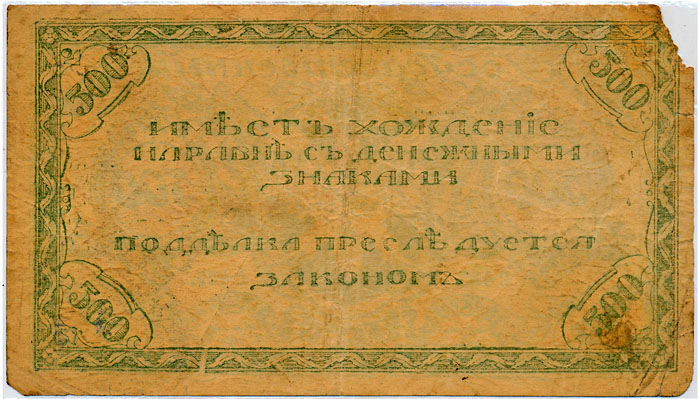 500 500
ИМѢЕТЪ ХОЖДЕНІЕ
НАРАВНѢ СЪ ДЕНЕЖНЫМИ
ЗНАКАМИ
ПОДДѢЛКА ПРЕСЛѢДУЕТСЯ
ЗАКОНОМЪ
500 500